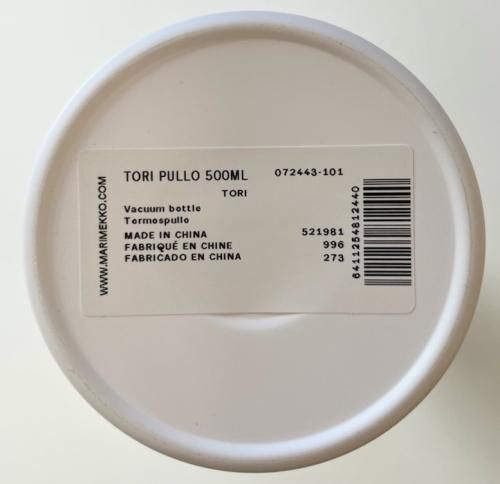 TORI PULLO 500ML 072443-101
TORI
Vacuum bottle
Termospullo
MADE IN CHINA 521981
FABRIQUÉ EN CHINE 996
FABRICADO EN CHINA 273
WWW.MARIMEKKO.COM
6411254812440